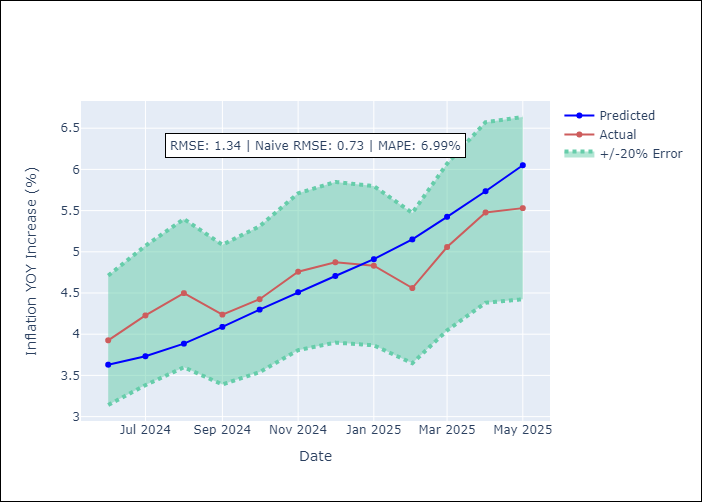 RMSE: 1.34 | Naive RMSE: 0.73 | MAPE: 6.99%
Predicted
Actual
+/-20% Error
Inflation YOY Increase (%)
6.5
6
5.5
5
4.5
4
3.5
3
Jul 2024 Sep 2024 Nov 2024 Jan 2025 Mar 2025 May 2025
Date